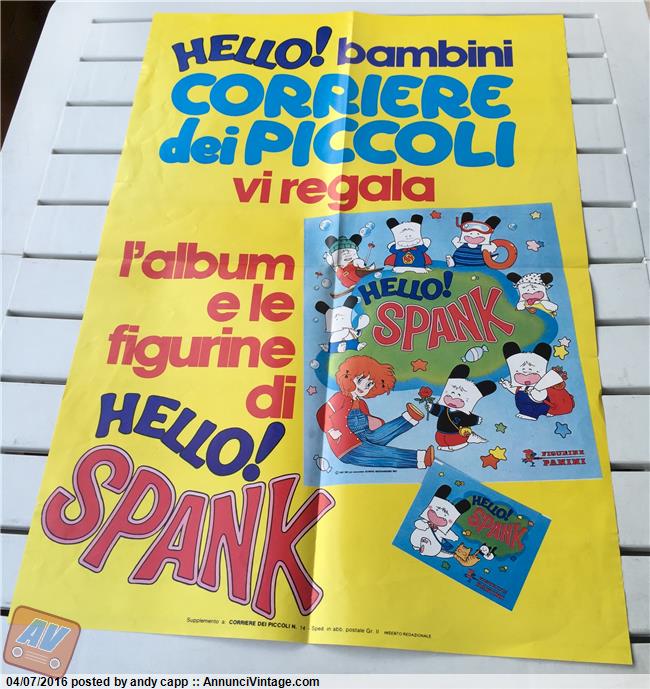 HELLO! bambini
CORRIERE
dei PICCOLI
vi regala
l'album
e le
figurine
di
HELLO!
SPANK
HELLO!
SPANK
FIGURINE
PANINI
HELLO!
SPANK
Supplemento a: CORRIERE DEI PICCOLI N. 14 - Sped. in abb. postale Gr. II INSERTO REDAZIONALE
AV
04/07/2016 posted by andy capp :: AnnunciVintage.com